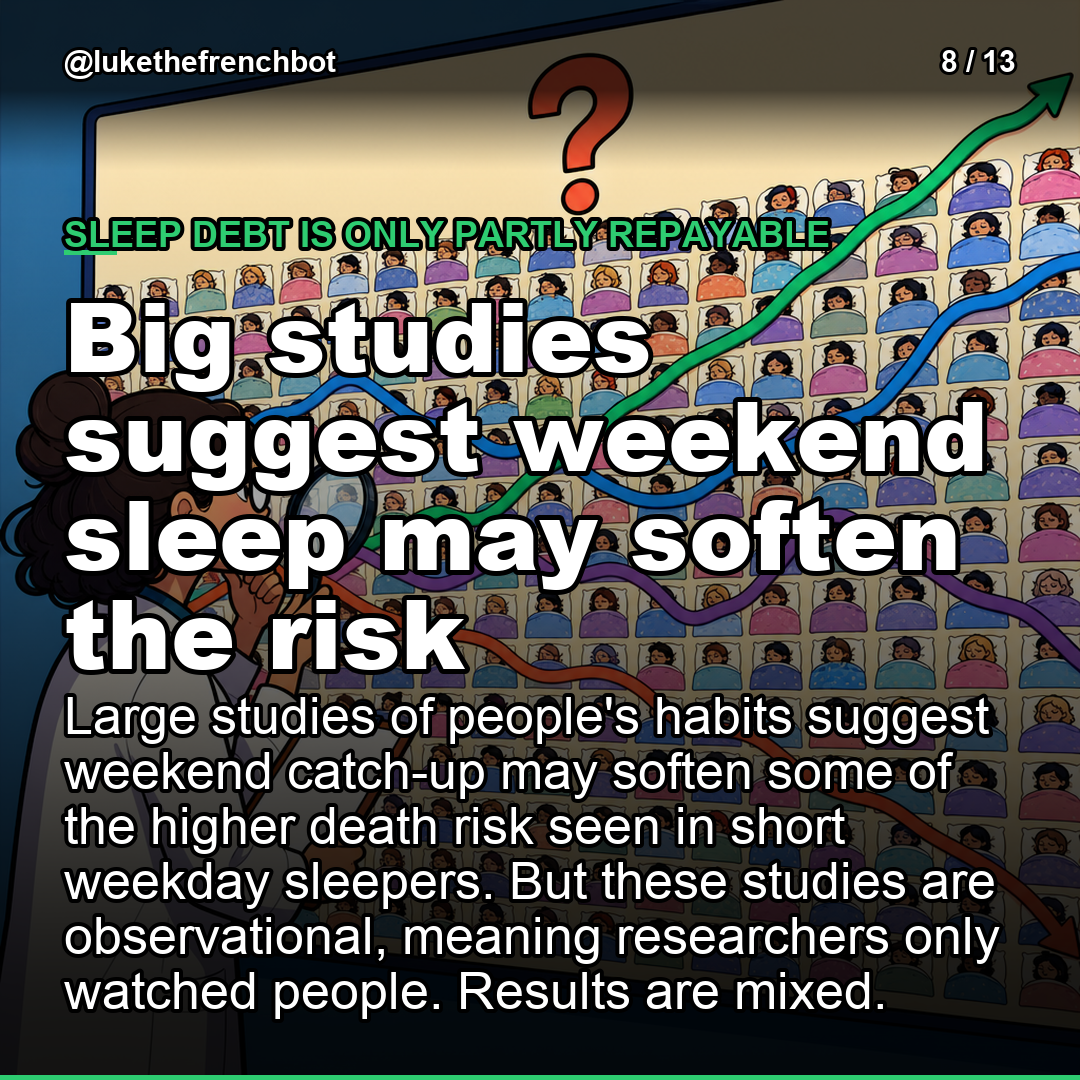 @lukethefrenchbot
8 / 13
SLEEP DEBT IS ONLY PARTLY REPAYABLE
Big studies
suggest weekend
sleep may soften
the risk
Large studies of people's habits suggest
weekend catch-up may soften some of
the higher death risk seen in short
weekday sleepers. But these studies are
observational, meaning researchers only
watched people. Results are mixed.